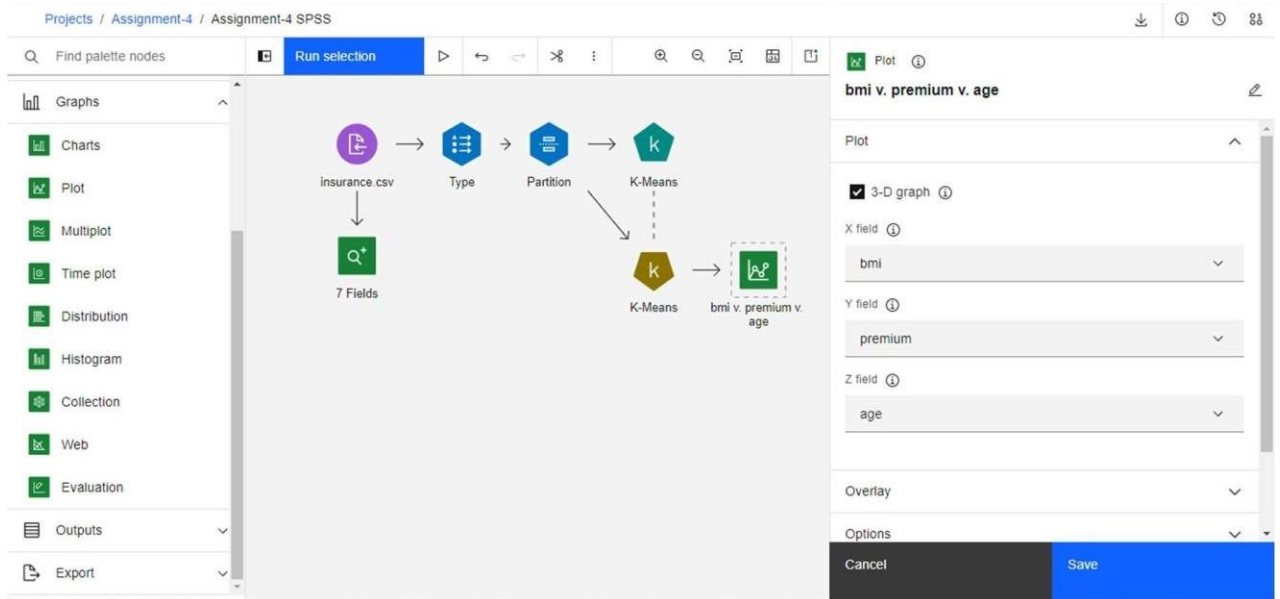 Projects / Assignment-4 / Assignment-4 SPSS
Find palette nodes
Run selection
Graphs
Charts
Plot
Multiplot
Time plot
Distribution
Histogram
Collection
Web
Evaluation
Outputs
Export
insurance.csv
Type
Partition
K-Means
7 Fields
K-Means
bmi v. premium v.
age
Plot
bmi v. premium v. age
Plot
3-D graph
X field
bmi
Y field
premium
Z field
age
Overlay
Options
Cancel
Save